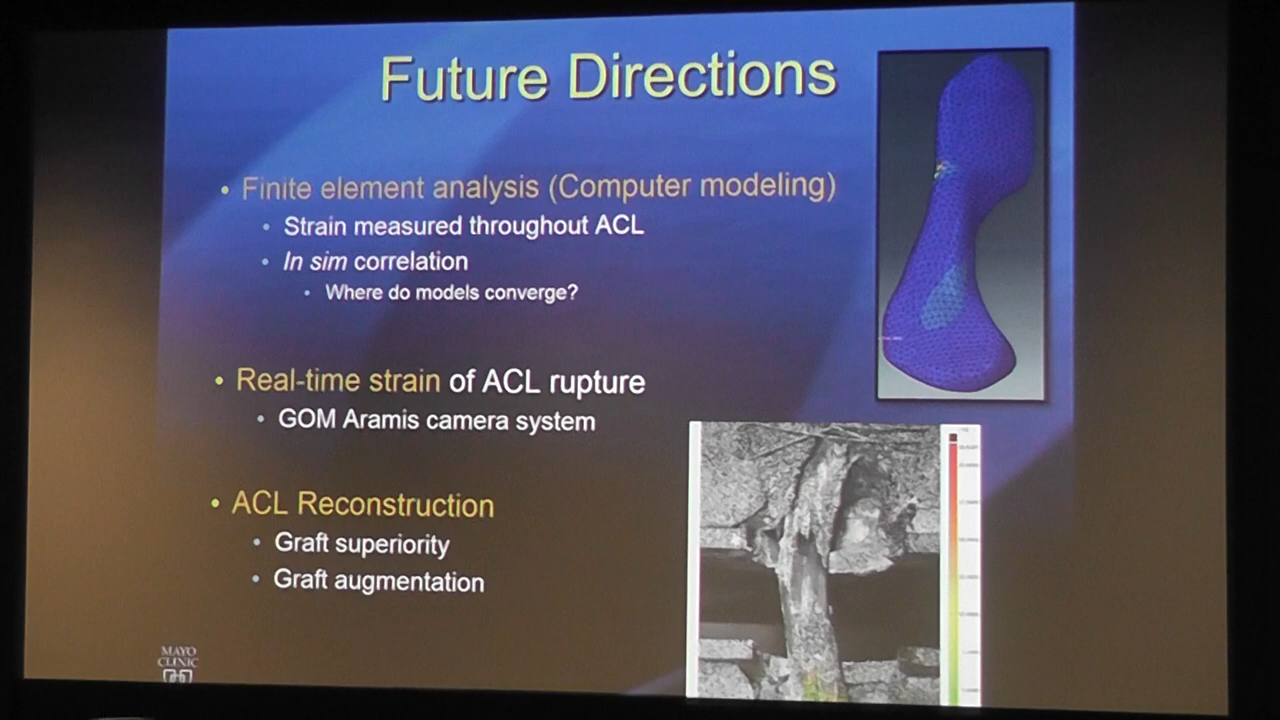 Future Directions
• Finite element analysis (Computer modeling)
• Strain measured throughout ACL
• In sim correlation
• Where do models converge?
• Real-time strain of ACL rupture
• GOM Aramis camera system
• ACL Reconstruction
• Graft superiority
• Graft augmentation
MAYO
CLINIC